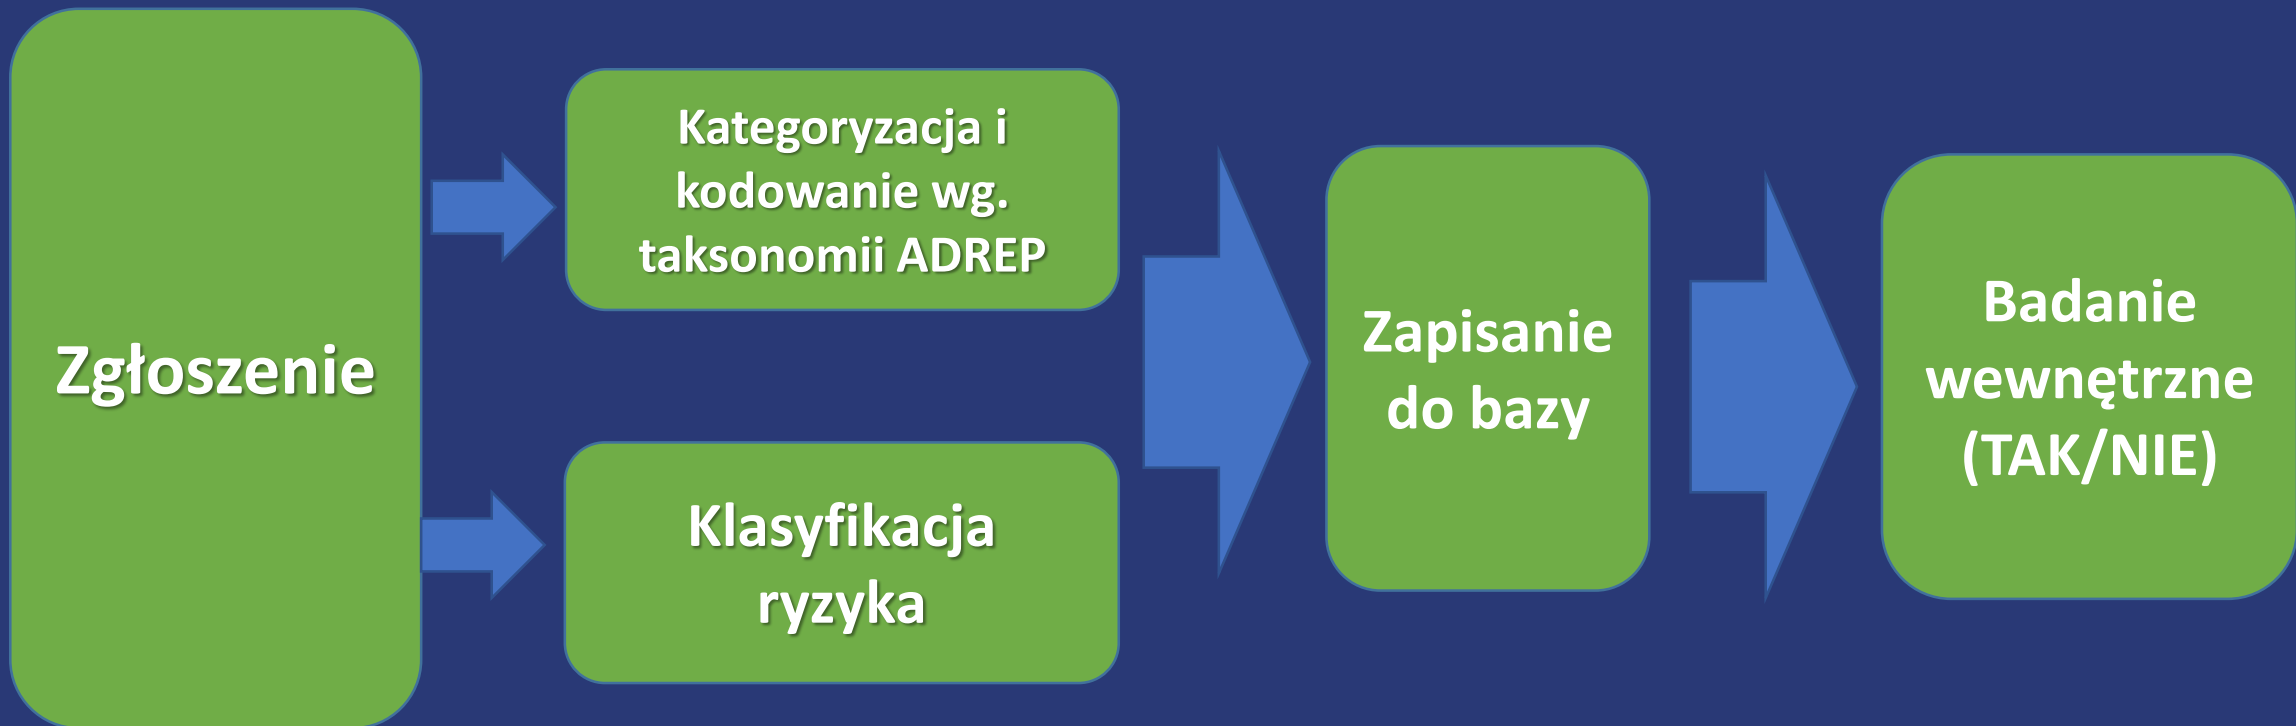 Zgłoszenie
Kategoryzacja i
kodowanie wg.
taksonomii ADREP
Klasyfikacja
ryzyka
Zapisanie
do bazy
Badanie
wewnętrzne
(TAK/NIE)